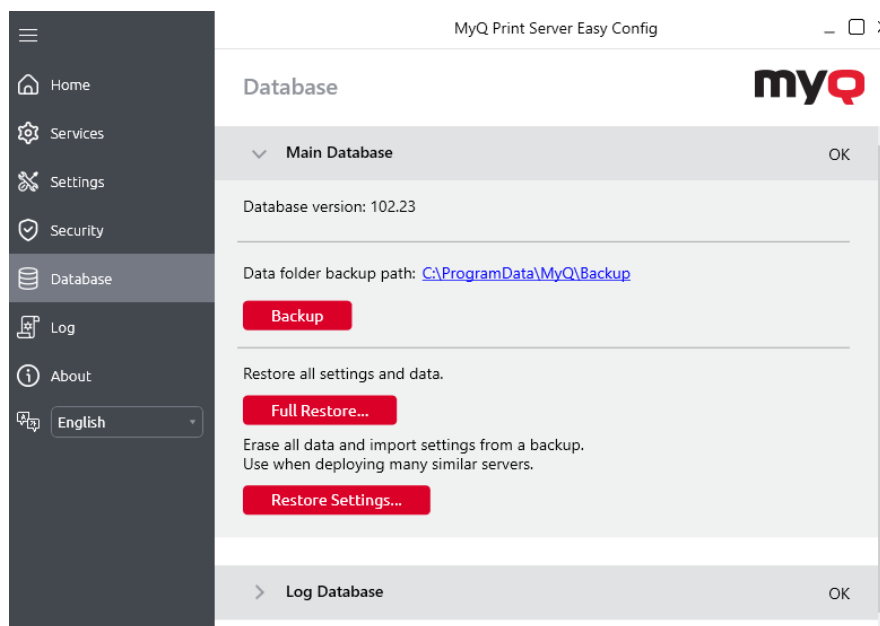 MyQ Print Server Easy Config
Home
Services
Settings
Security
Database
Log
About
English
Database
myQ
Main Database
OK
Database version: 102.23
Data folder backup path: C:\ProgramData\MyQ\Backup
Backup
Restore all settings and data.
Full Restore...
Erase all data and import settings from a backup.
Use when deploying many similar servers.
Restore Settings...
Log Database
OK